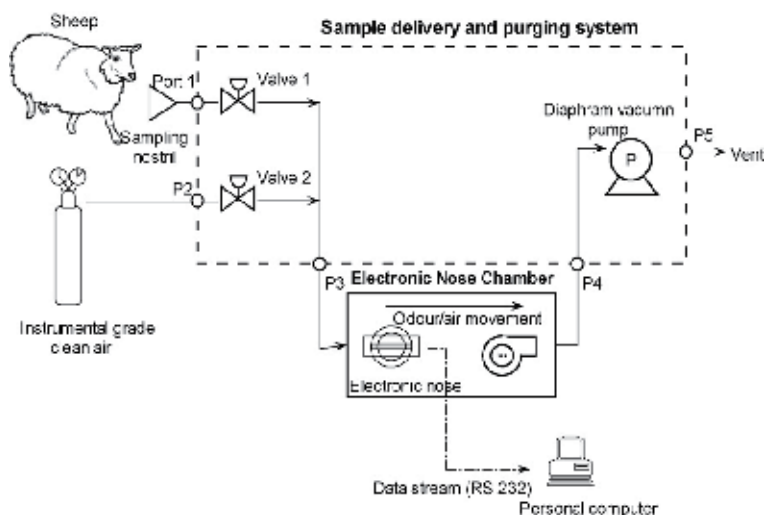 Sample delivery and purging system
Sheep
Port 1
Valve 1
Sampling
nostril
Diaphram vacumn
pump
P
P5
Vent
P2
Valve 2
P3
Electronic Nose Chamber
P4
Odour/air movement
Electronic nose
Instrumental grade
clean air
Data stream (RS 232)
Personal computer